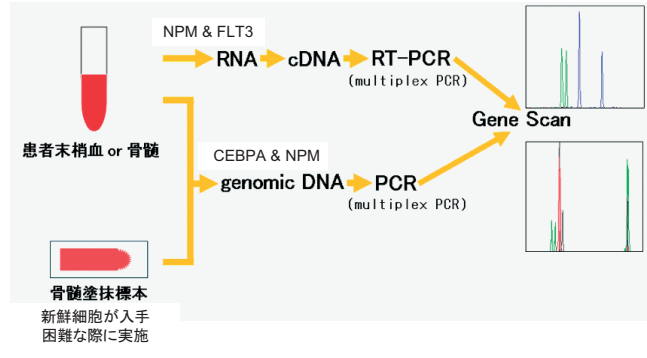 NPM & FLT3
RNA
cDNA
RT-PCR
(multiplex PCR)
Gene Scan
患者末梢血 or 骨髄
CEBPA & NPM
genomic DNA
PCR
(multiplex PCR)
骨髄塗抹標本
新鮮細胞が入手
困難な際に実施